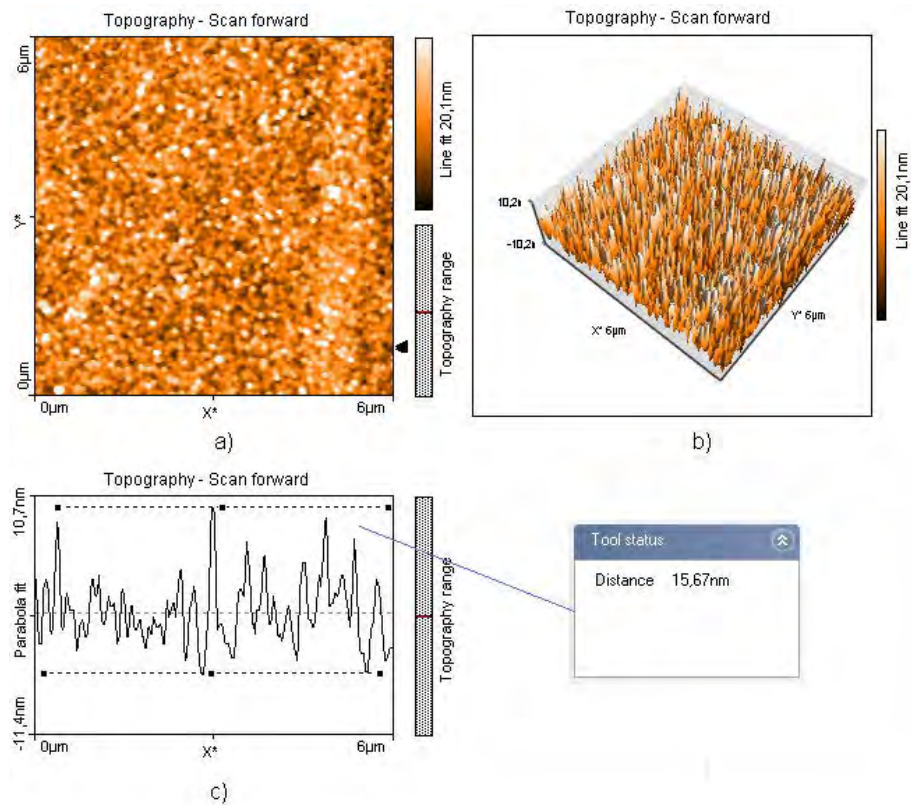 Topography - Scan forward
6µm
Y*
0µm
0µm
X*
6µm
Line fit 20,1nm
Topography range
a)
Topography - Scan forward
10,2n
-10,2n
X* 6µm
Y* 6µm
Line fit 20,1nm
b)
Topography - Scan forward
10,7nm
Parabola fit
-11,4nm
0µm
X*
6µm
Topography range
c)
Tool status
Distance 15,67nm